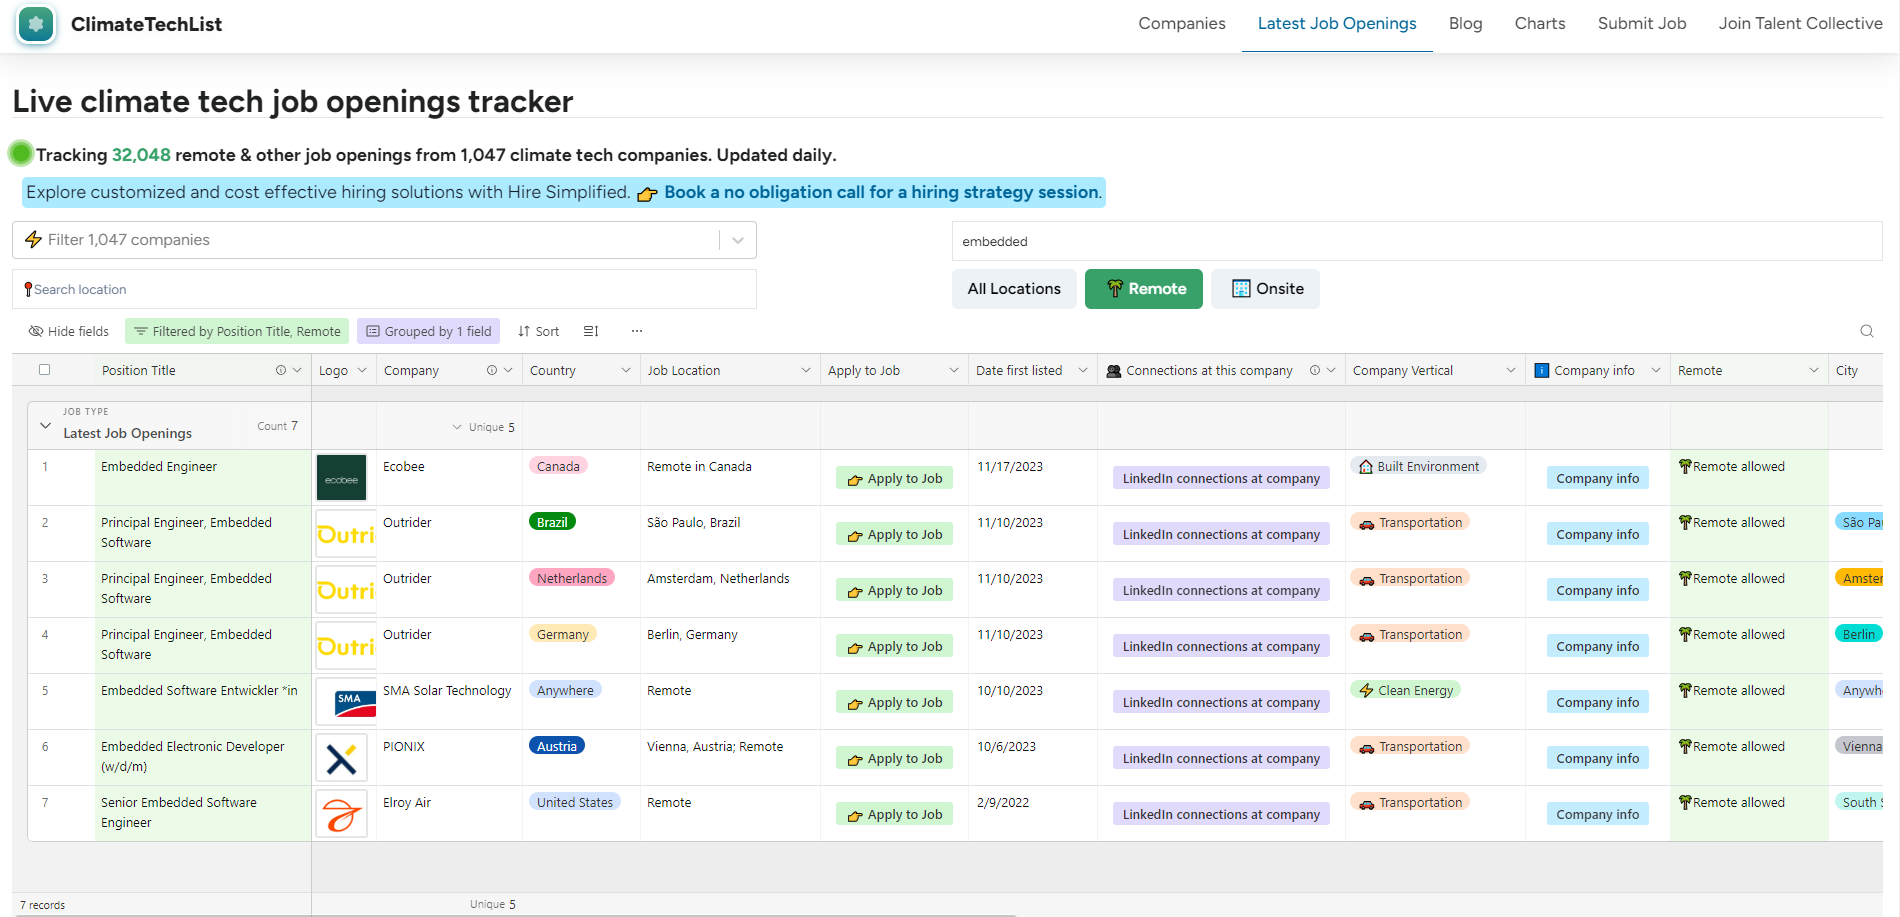 ClimateTechList
Companies
Latest Job Openings
Blog
Charts
Submit Job
Join Talent Collective
Live climate tech job openings tracker
Tracking 32,048 remote & other job openings from 1,047 climate tech companies. Updated daily.
Explore customized and cost effective hiring solutions with Hire Simplified. 👉 Book a no obligation call for a hiring strategy session.
Filter 1,047 companies
embedded
Search location
All Locations
Remote
Onsite
Hide fields
Filtered by Position Title, Remote
Grouped by 1 field
Sort
...
Position Title
Logo
Company
Country
Job Location
Apply to Job
Date first listed
Connections at this company
Company Vertical
Company info
Remote
City
JOB TYPE
Latest Job Openings
Count 7
Unique 5
1
Embedded Engineer
ecobee
Ecobee
Canada
Remote in Canada
Apply to Job
11/17/2023
LinkedIn connections at company
Built Environment
Company info
Remote allowed
2
Principal Engineer, Embedded
Software
Outri
Outrider
Brazil
São Paulo, Brazil
Apply to Job
11/10/2023
LinkedIn connections at company
Transportation
Company info
Remote allowed
São Pau
3
Principal Engineer, Embedded
Software
Outri
Outrider
Netherlands
Amsterdam, Netherlands
Apply to Job
11/10/2023
LinkedIn connections at company
Transportation
Company info
Remote allowed
Amster
4
Principal Engineer, Embedded
Software
Outri
Outrider
Germany
Berlin, Germany
Apply to Job
11/10/2023
LinkedIn connections at company
Transportation
Company info
Remote allowed
Berlin
5
Embedded Software Entwickler *in
SMA
SMA Solar Technology
Anywhere
Remote
Apply to Job
10/10/2023
LinkedIn connections at company
Clean Energy
Company info
Remote allowed
Anywh
6
Embedded Electronic Developer
(w/d/m)
PIONIX
Austria
Vienna, Austria; Remote
Apply to Job
10/6/2023
LinkedIn connections at company
Transportation
Company info
Remote allowed
Vienna
7
Senior Embedded Software
Engineer
Elroy Air
United States
Remote
Apply to Job
2/9/2022
LinkedIn connections at company
Transportation
Company info
Remote allowed
South S
7 records
Unique 5